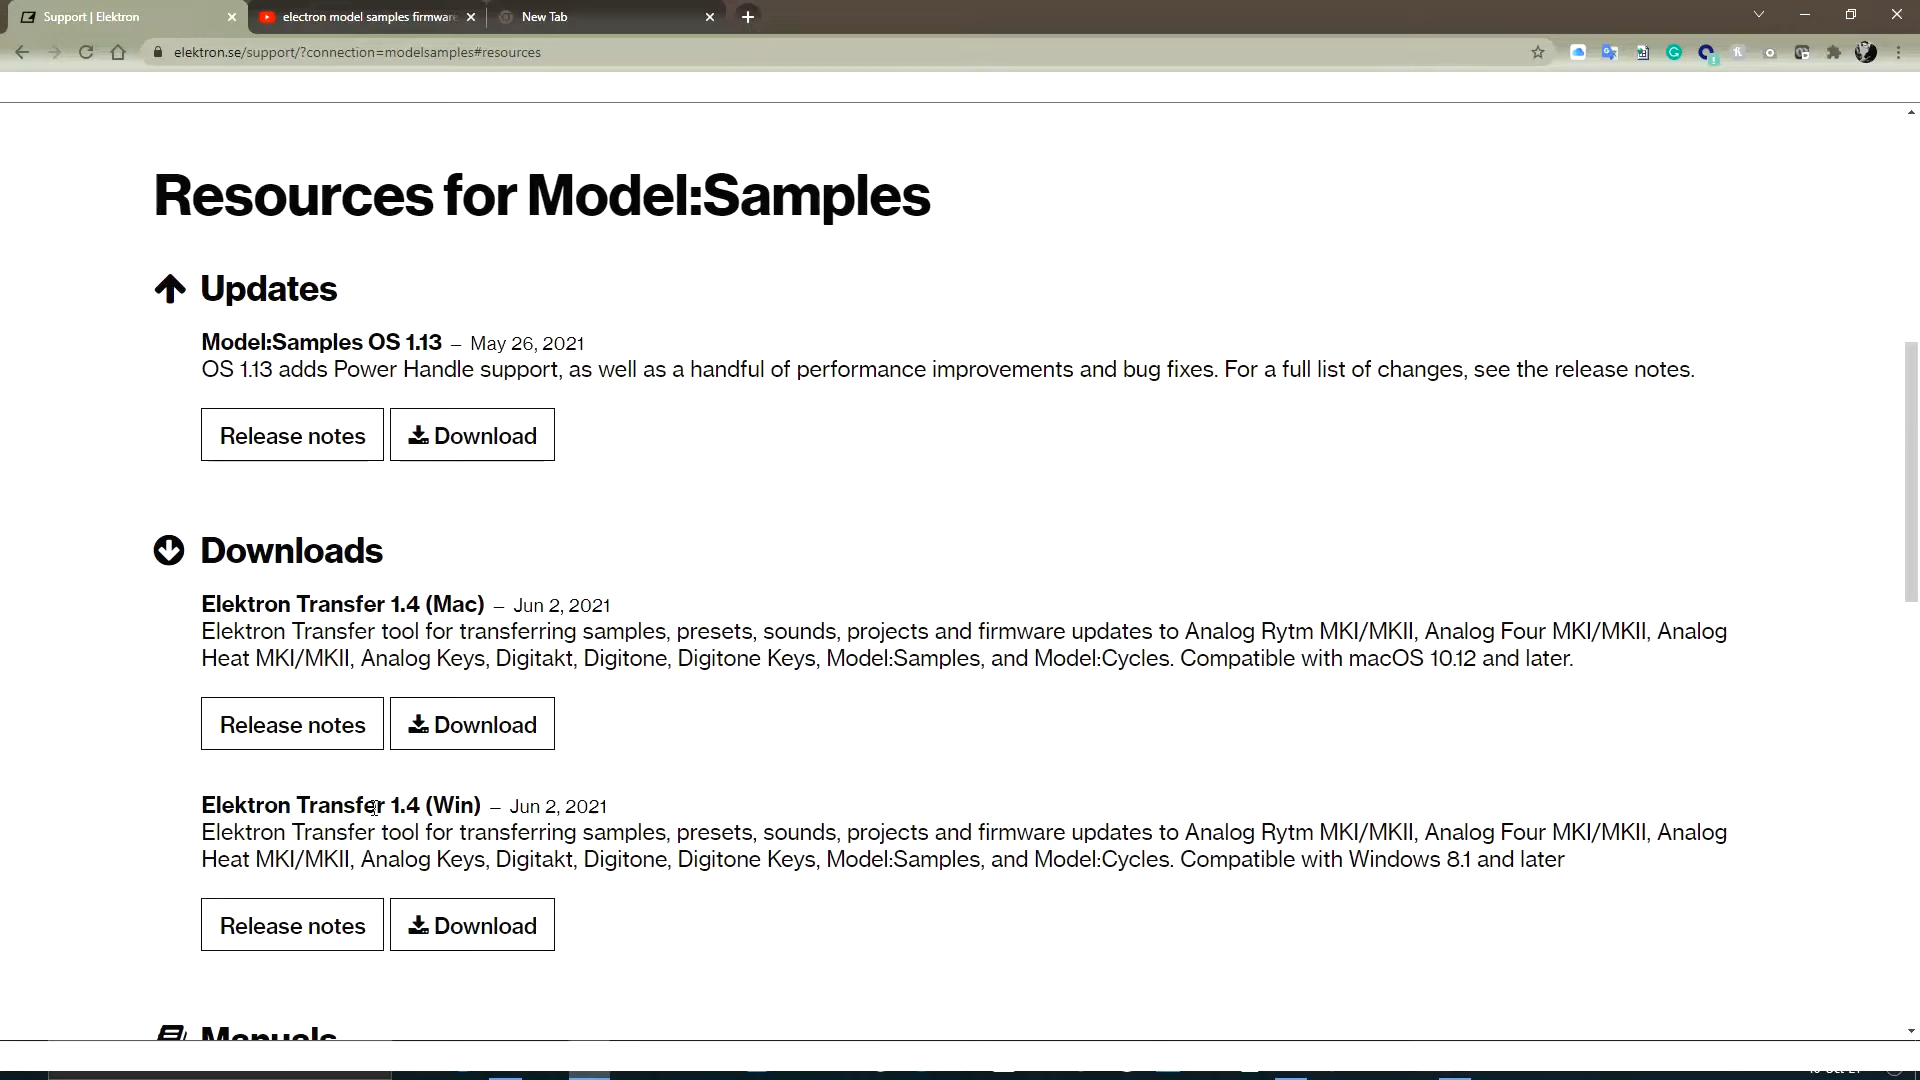 Support | Elektron
electron model samples firmware
New Tab
elektron.se/support/?connection=modelsamples#resources
Resources for Model:Samples
Updates
Model:Samples OS 1.13 – May 26, 2021
OS 1.13 adds Power Handle support, as well as a handful of performance improvements and bug fixes. For a full list of changes, see the release notes.
Release notes Download
Downloads
Elektron Transfer 1.4 (Mac) – Jun 2, 2021
Elektron Transfer tool for transferring samples, presets, sounds, projects and firmware updates to Analog Rytm MKI/MKII, Analog Four MKI/MKII, Analog
Heat MKI/MKII, Analog Keys, Digitakt, Digitone, Digitone Keys, Model:Samples, and Model:Cycles. Compatible with macOS 10.12 and later.
Release notes Download
Elektron Transfer 1.4 (Win) – Jun 2, 2021
Elektron Transfer tool for transferring samples, presets, sounds, projects and firmware updates to Analog Rytm MKI/MKII, Analog Four MKI/MKII, Analog
Heat MKI/MKII, Analog Keys, Digitakt, Digitone, Digitone Keys, Model:Samples, and Model:Cycles. Compatible with Windows 8.1 and later
Release notes Download
Manuals